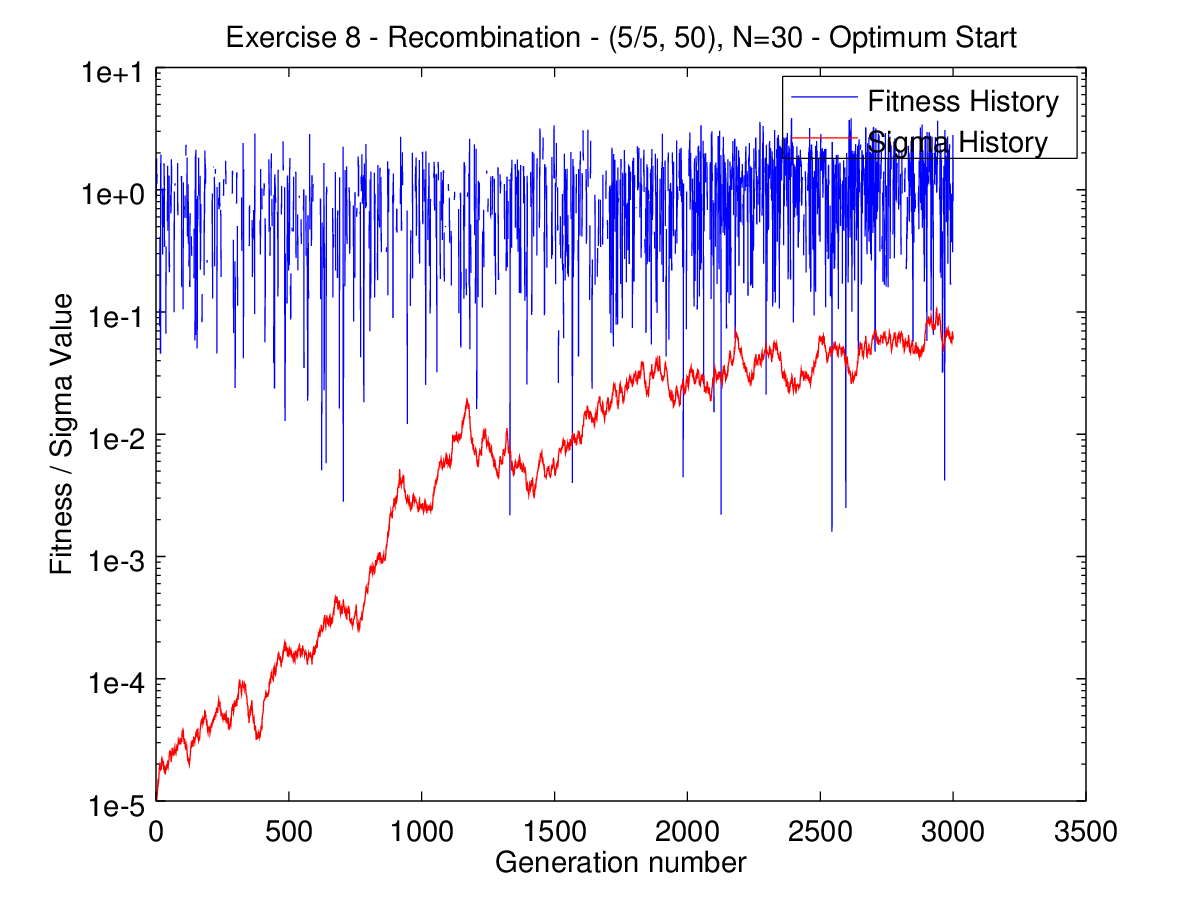 Exercise 8 - Recombination - (5/5, 50), N=30 - Optimum Start
1e+1
1e+0
1e-1
1e-2
1e-3
1e-4
1e-5
Fitness / Sigma Value
Fitness History
Sigma History
0 500 1000 1500 2000 2500 3000 3500
Generation number